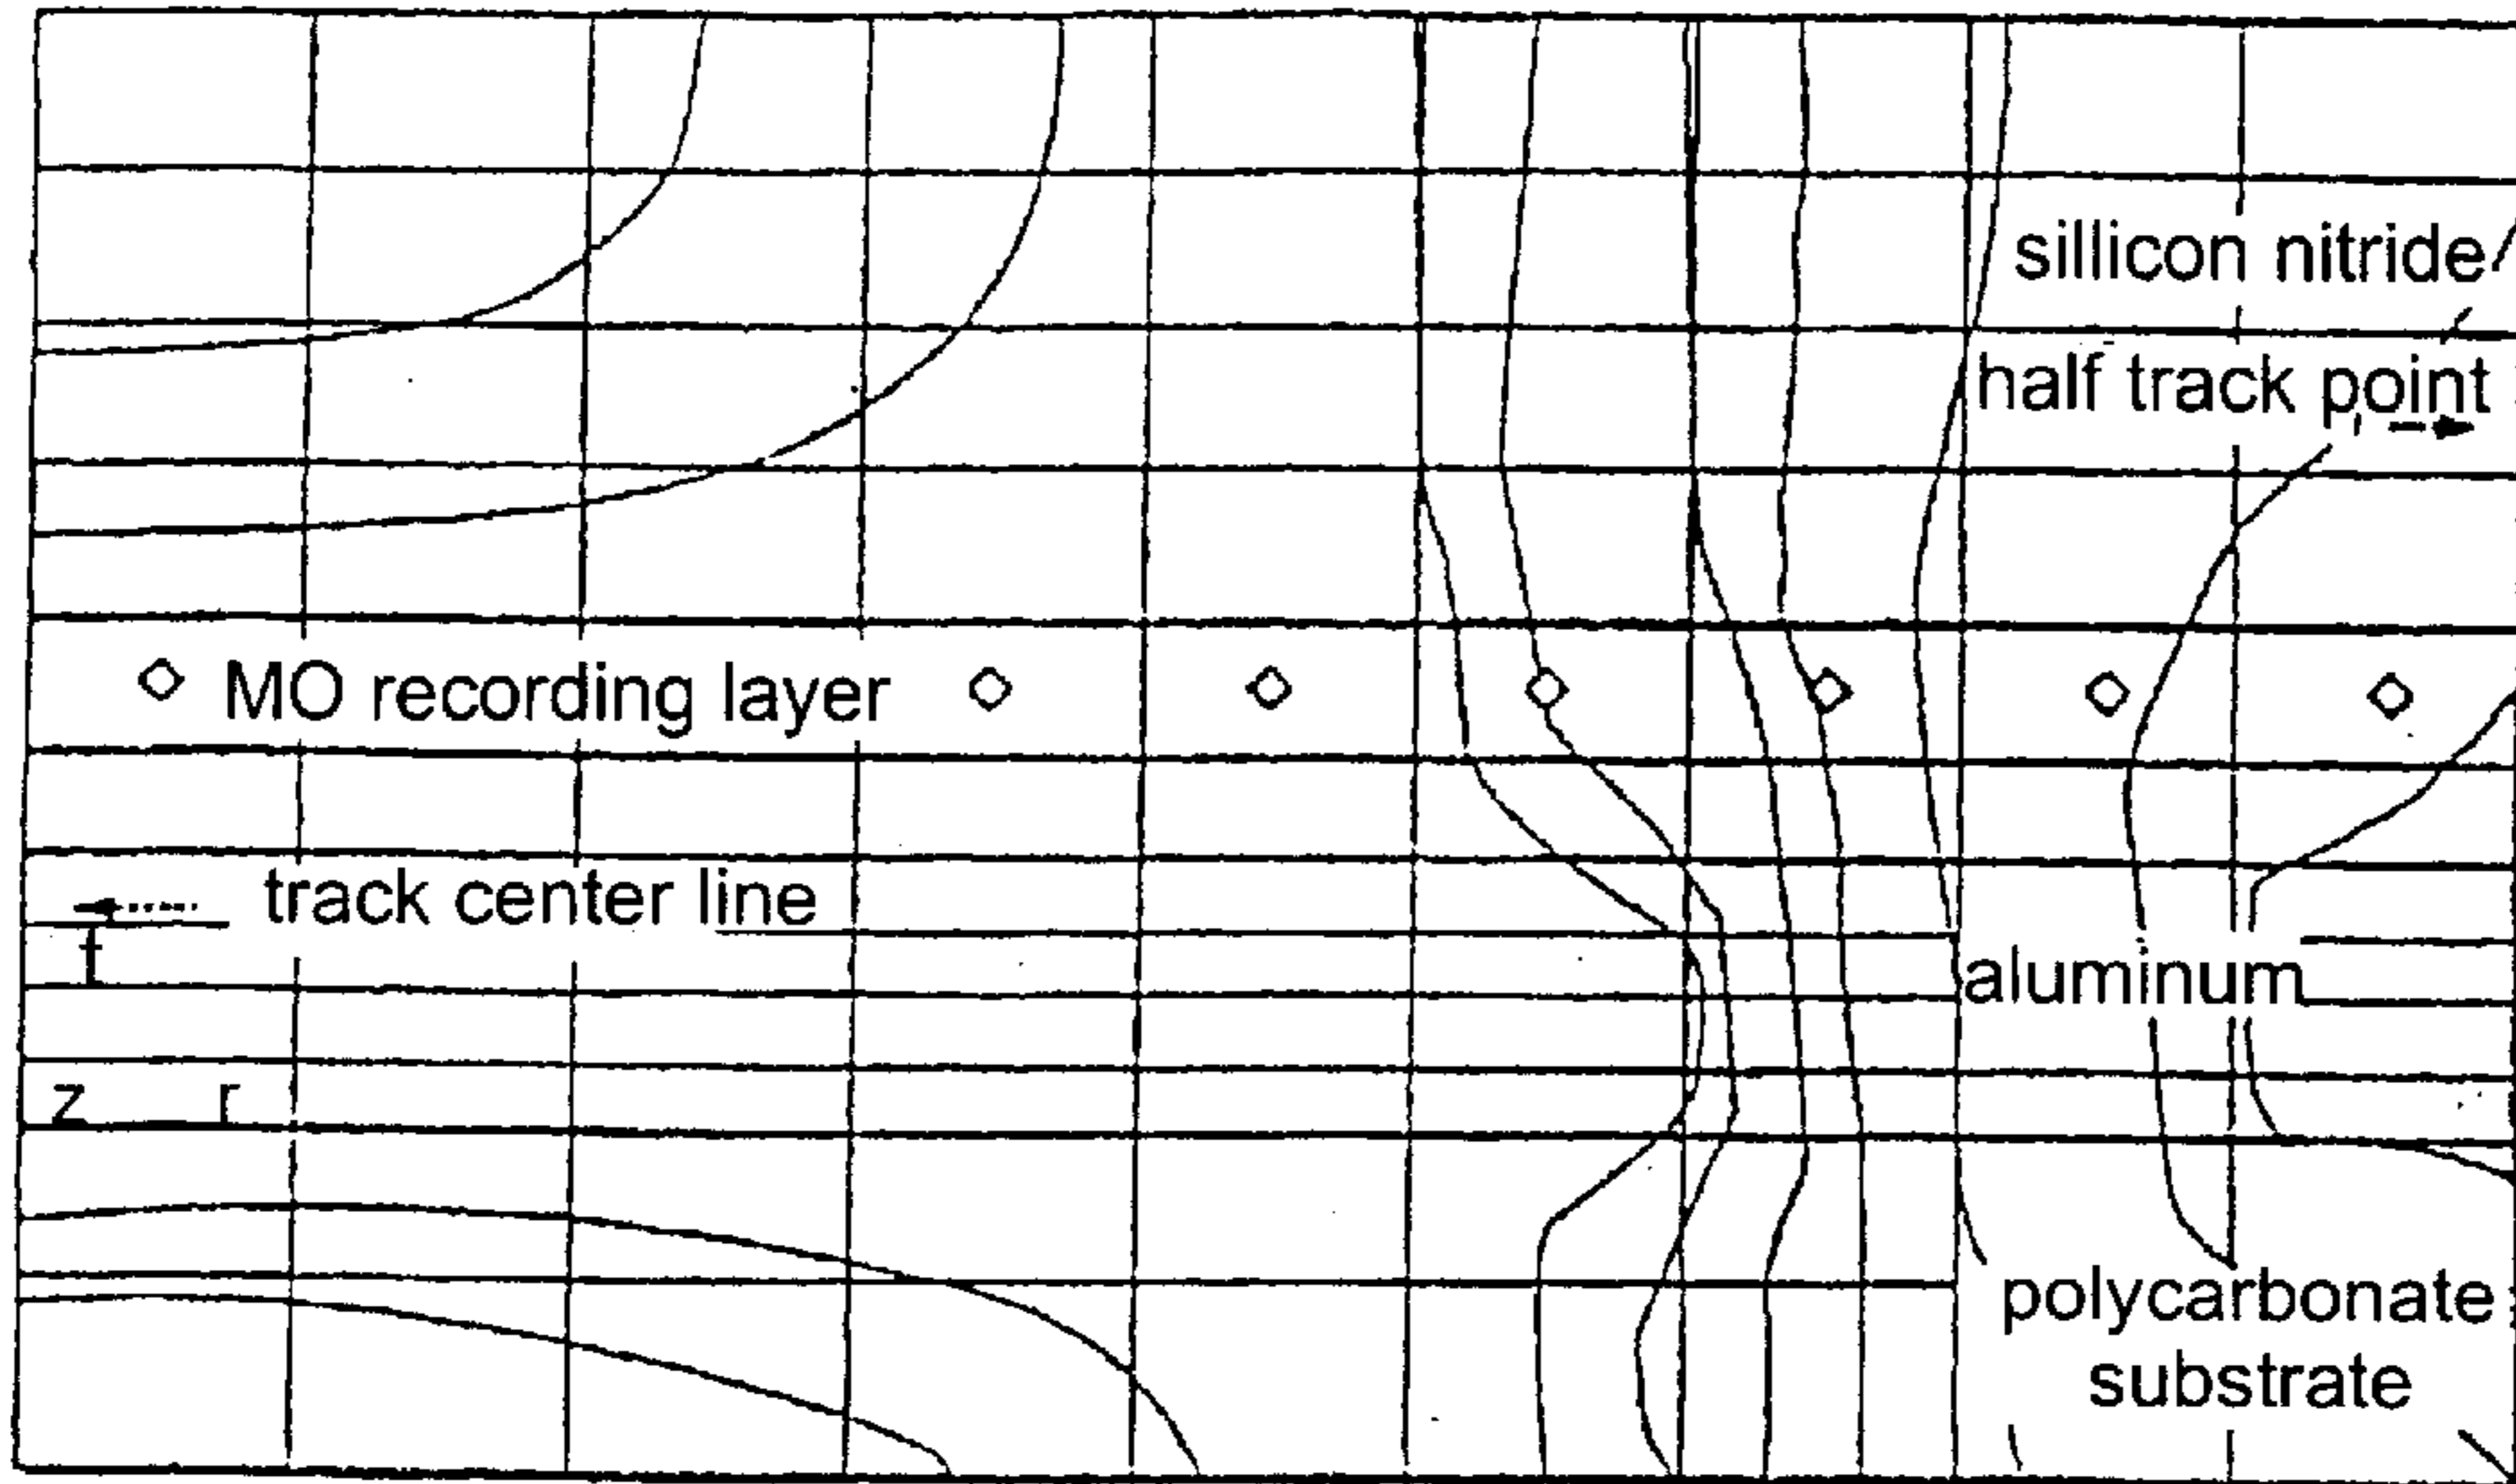 sillicon nitride
half track point
MO recording layer
track center line
aluminum
z r
polycarbonate
substrate